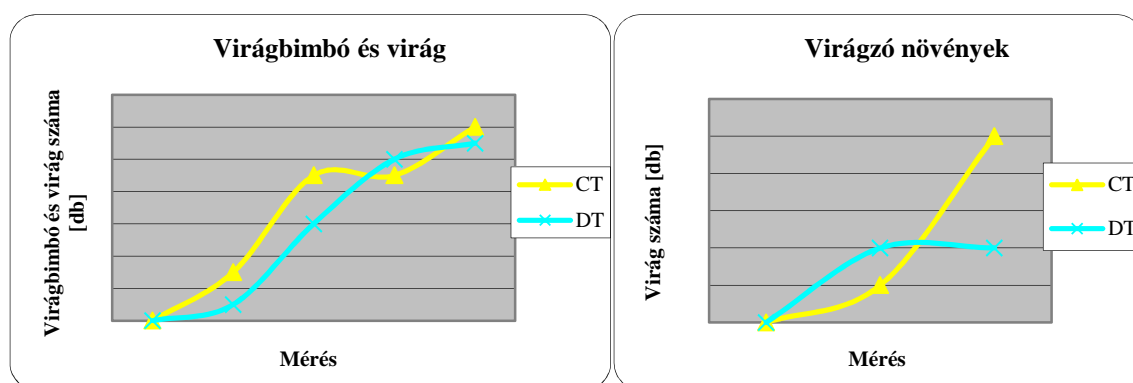 Virágbimbó és virág
Virágbimbó és virág száma
[db]
CT
DT
Mérés
Virágzó növények
Virág száma [db]
CT
DT
Mérés